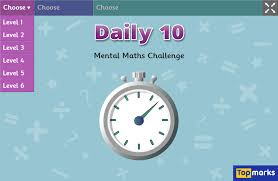 Choose ▾ Choose Choose
Level 1
Level 2
Level 3
Level 4
Level 5
Level 6
Daily 10
Mental Maths Challenge
Topmarks